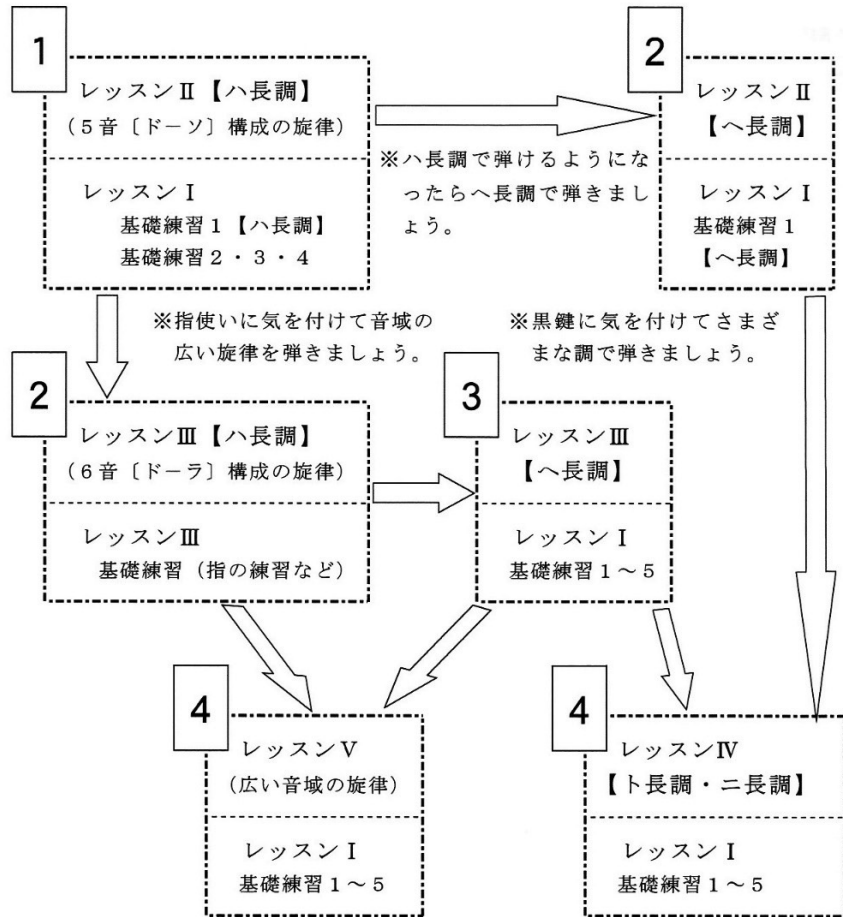 1
レッスンⅡ【ハ長調】
(5音〔ド−ソ〕構成の旋律)
レッスンⅠ
基礎練習1【ハ長調】
基礎練習2・3・4
※ハ長調で弾けるようにな
ったらヘ長調で弾きましょ
う。
2
レッスンⅡ
【ヘ長調】
レッスンⅠ
基礎練習1
【ヘ長調】
※指使いに気を付けて音域の
広い旋律を弾きましょう。
※黒鍵に気を付けてさまざ
まな調で弾きましょう。
2
レッスンⅢ【ハ長調】
(6音〔ド−ラ〕構成の旋律)
レッスンⅢ
基礎練習(指の練習など)
3
レッスンⅢ
【ヘ長調】
レッスンⅠ
基礎練習1〜5
4
レッスンⅤ
(広い音域の旋律)
レッスンⅠ
基礎練習1〜5
4
レッスンⅣ
【ト長調・ニ長調】
レッスンⅠ
基礎練習1〜5